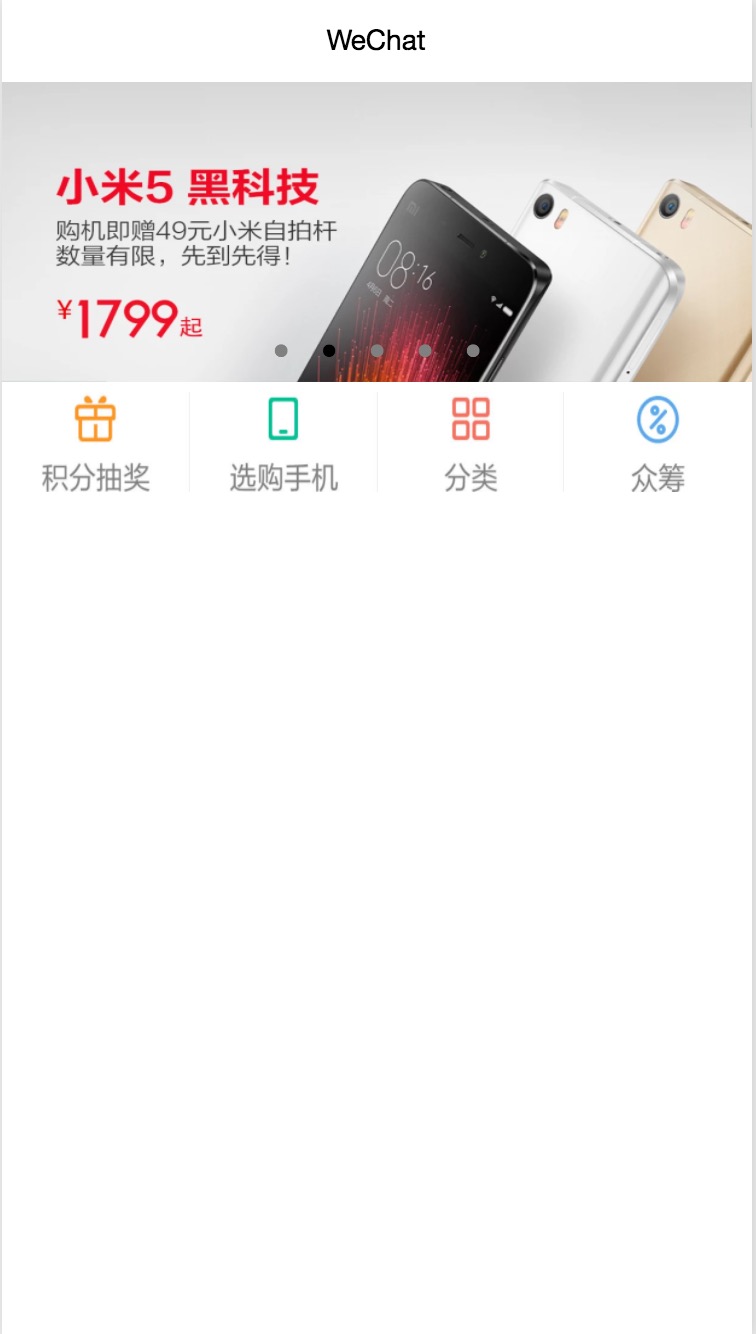 WeChat
小米5 黑科技
购机即赠49元小米自拍杆
数量有限，先到先得！
¥1799起
08:16
积分抽奖
选购手机
分类
众筹